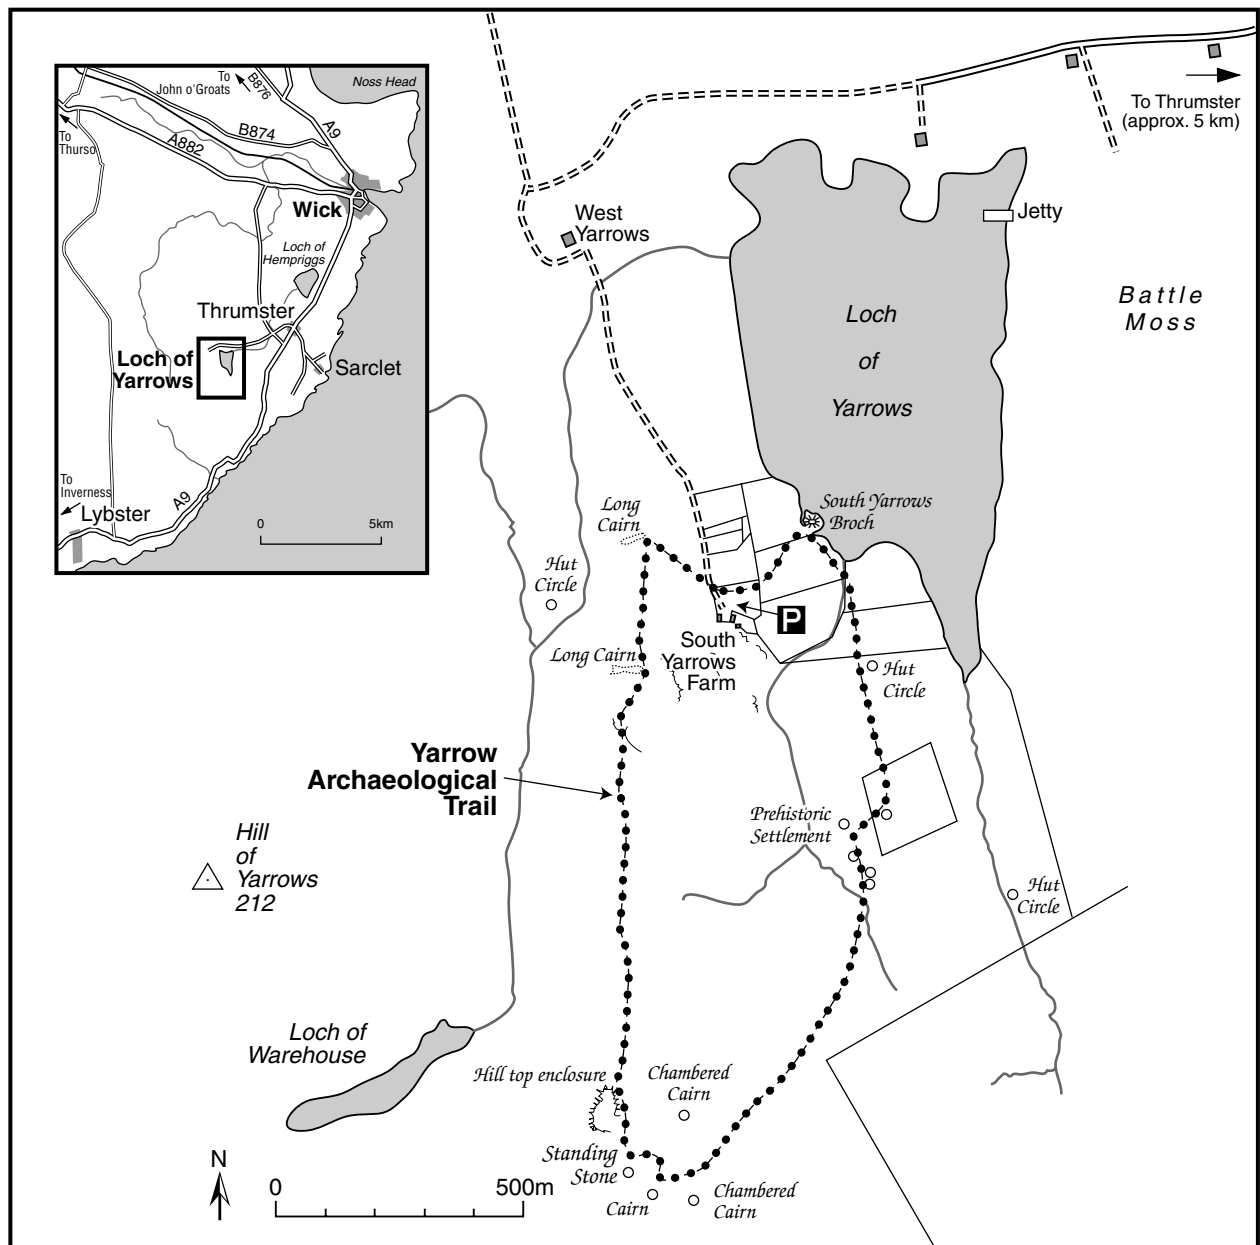 To
John o'Groats
B876
Noss Head
A9
B874
To
Thurso
A882
Wick
Loch of
Hempriggs
Thrumster
Loch of
Yarrows
Sarclet
To
Inverness
A9
Lybster
0 5km
To Thrumster
(approx. 5 km)
West
Yarrows
Jetty
Battle
Moss
Loch
of
Yarrows
South Yarrows
Broch
Long
Cairn
Hut
Circle
P
South
Yarrows
Farm
Long Cairn
Hut
Circle
Yarrow
Archaeological
Trail
Prehistoric
Settlement
Hill
of
Yarrows
212
Hut
Circle
Loch of
Warehouse
Hill top enclosure
Chambered
Cairn
Standing
Stone
Cairn
Chambered
Cairn
N
0 500m